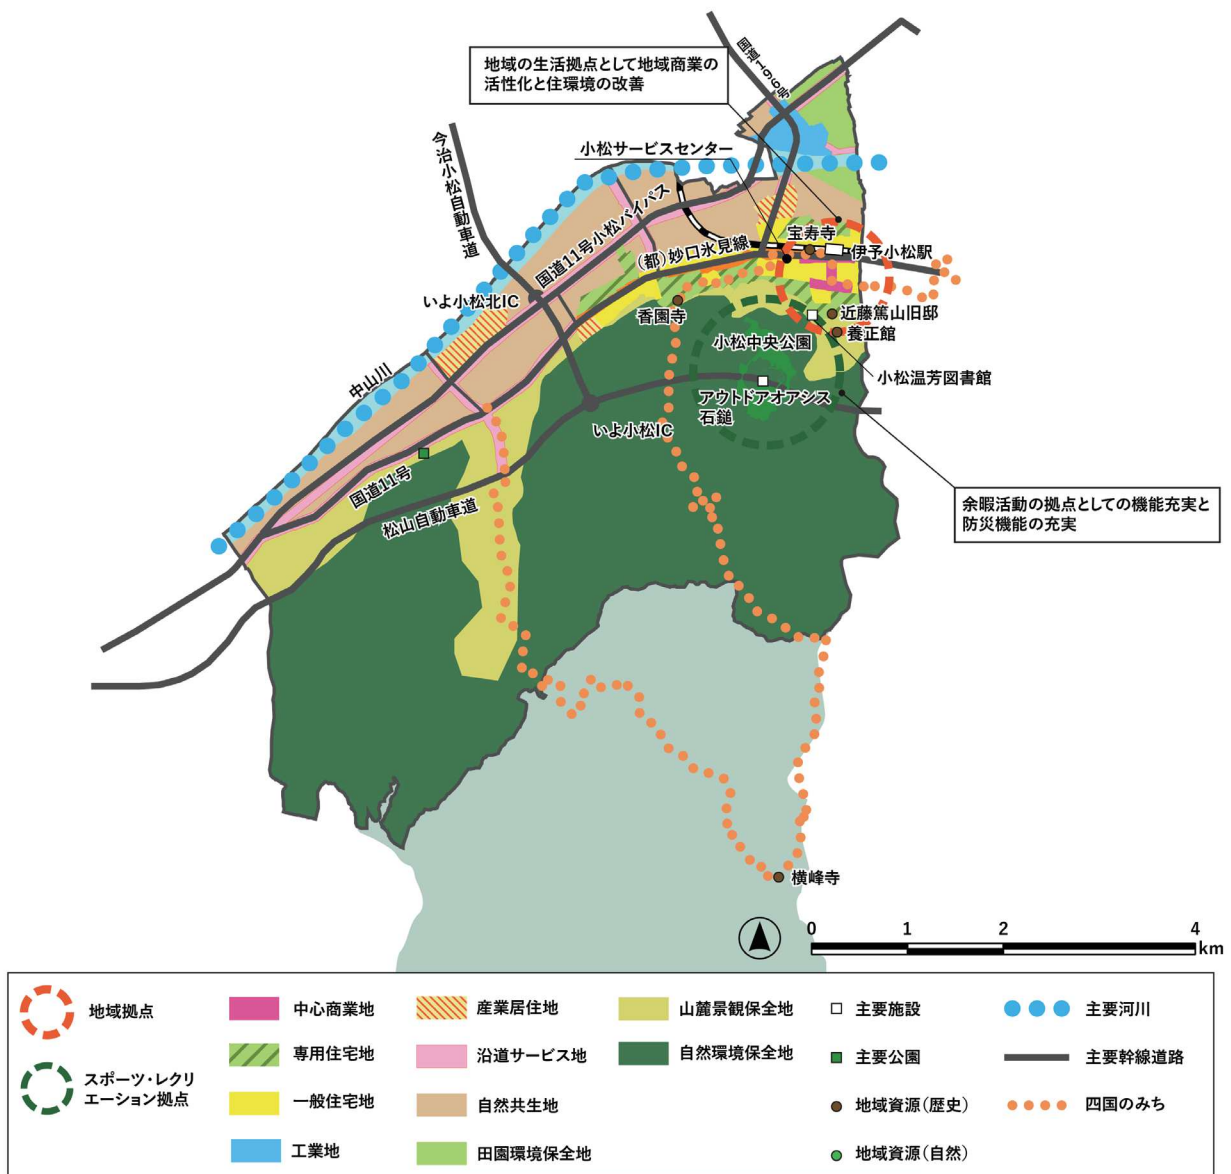 国道196号
地域の生活拠点として地域商業の
活性化と住環境の改善
今治小松自動車道
小松サービスセンター
国道11号小松バイパス
(都)妙口氷見線
宝寿寺
伊予小松駅
いよ小松北IC
香園寺
近藤篤山旧邸
養正館
小松中央公園
小松温芳図書館
中山川
アウトドアオアシス
石鎚
いよ小松IC
国道11号
松山自動車道
余暇活動の拠点としての機能充実と
防災機能の充実
横峰寺
0 1 2 4
km
地域拠点
スポーツ・レクリ
エーション拠点
中心商業地
専用住宅地
一般住宅地
工業地
産業居住地
沿道サービス地
自然共生地
田園環境保全地
山麓景観保全地
自然環境保全地
主要施設
主要公園
地域資源(歴史)
地域資源(自然)
主要河川
主要幹線道路
四国のみち